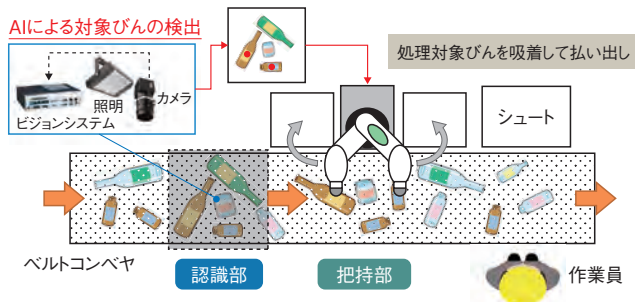 AIによる対象びんの検出
処理対象びんを吸着して払い出し
カメラ
照明
ビジョンシステム
シュート
ベルトコンベヤ
認識部
把持部
作業員